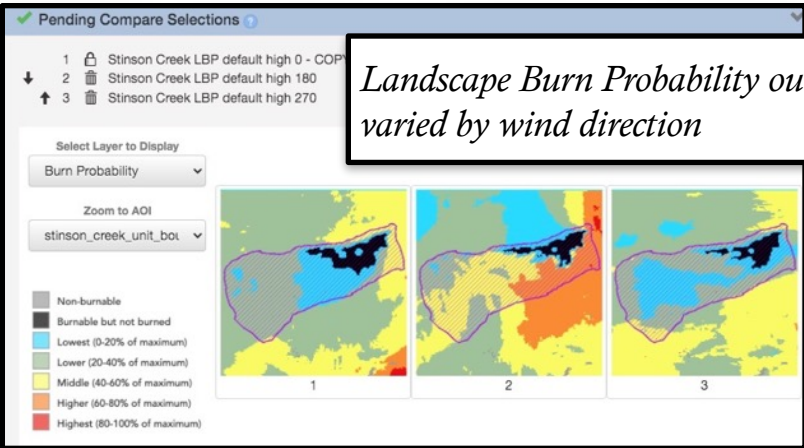 Pending Compare Selections
1 Stinson Creek LBP default high 0 - COPY
2 Stinson Creek LBP default high 180
3 Stinson Creek LBP default high 270
Landscape Burn Probability ou
varied by wind direction
Select Layer to Display
Burn Probability
Zoom to AOI
stinson_creek_unit_bou
Non-burnable
Burnable but not burned
Lowest (0-20% of maximum)
Lower (20-40% of maximum)
Middle (40-60% of maximum)
Higher (60-80% of maximum)
Highest (80-100% of maximum)
1
2
3